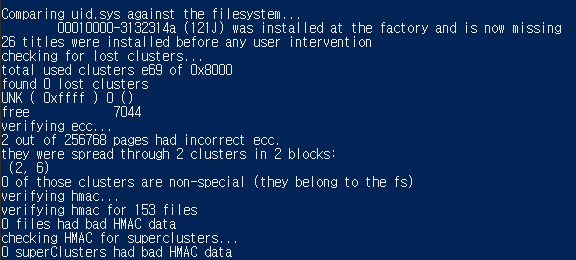 Comparing uid.sys against the filesystem...
00010000-3132314a (121J) was installed at the factory and is now missing
26 titles were installed before any user intervention
checking for lost clusters...
total used clusters e69 of 0x8000
found 0 lost clusters
UNK ( 0xffff ) 0 ()
free 7044
verifying ecc...
2 out of 256768 pages had incorrect ecc.
they were spread through 2 clusters in 2 blocks:
(2, 6)
0 of those clusters are non-special (they belong to the fs)
verifying hmac...
verifying hmac for 153 files
0 files had bad HMAC data
checking HMAC for superclusters...
0 superClusters had bad HMAC data